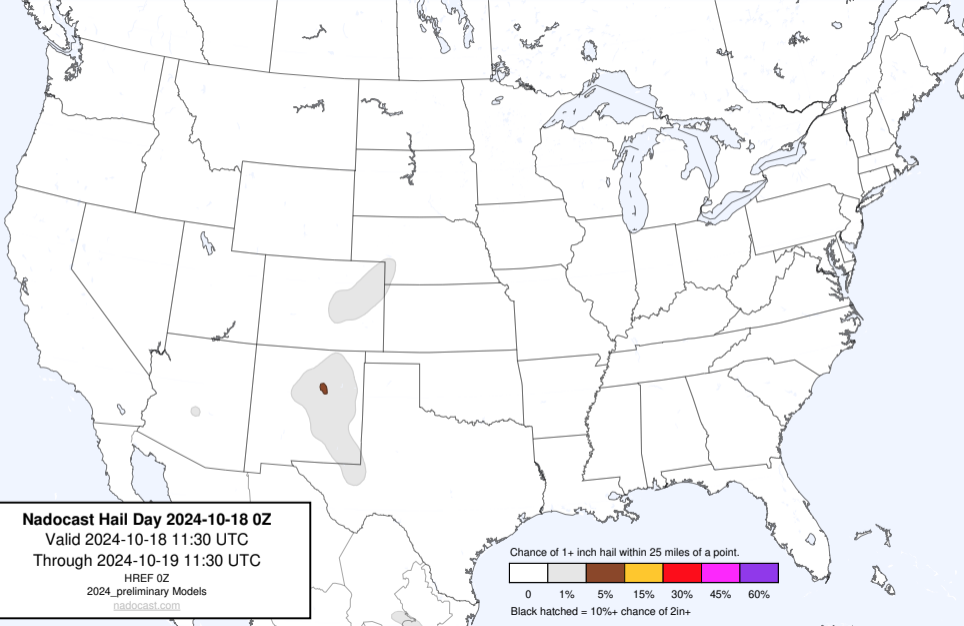 Nadocast Hail Day 2024-10-18 0Z
Valid 2024-10-18 11:30 UTC
Through 2024-10-19 11:30 UTC
HREF 0Z
2024_preliminary Models
nadocast.com
Chance of 1+ inch hail within 25 miles of a point.
0 1% 5% 15% 30% 45% 60%
Black hatched = 10%+ chance of 2in+